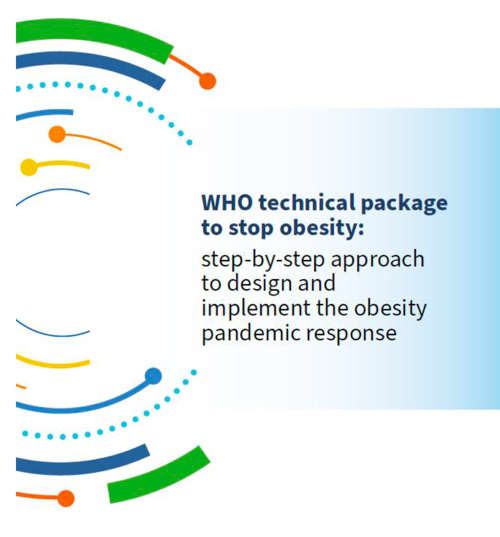 WHO technical package
to stop obesity:
step-by-step approach
to design and
implement the obesity
pandemic response